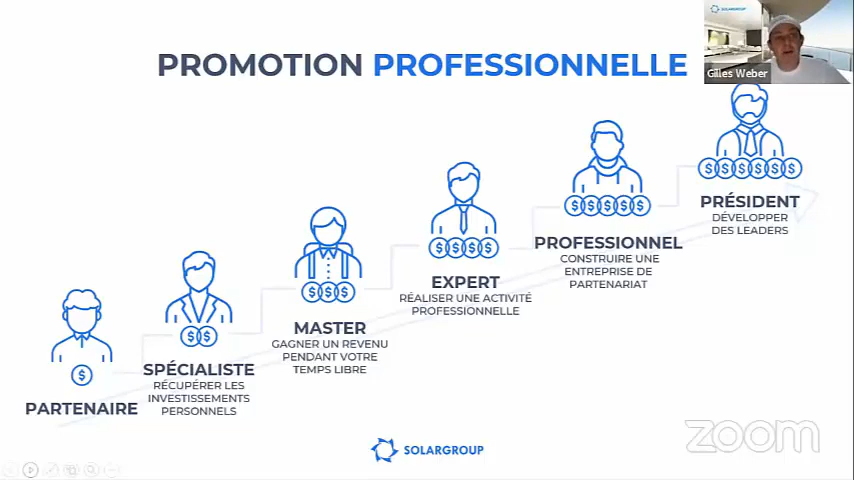 SOLARGROUP
Gilles Weber
PROMOTION PROFESSIONNELLE
PRÉSIDENT
DÉVELOPPER
DES LEADERS
PROFESSIONNEL
CONSTRUIRE UNE
ENTREPRISE DE
PARTENARIAT
EXPERT
RÉALISER UNE ACTIVITÉ
PROFESSIONNELLE
MASTER
GAGNER UN REVENU
PENDANT VOTRE
TEMPS LIBRE
SPÉCIALISTE
RÉCUPÉRER LES
INVESTISSEMENTS
PERSONNELS
PARTENAIRE
SOLARGROUP
zoom